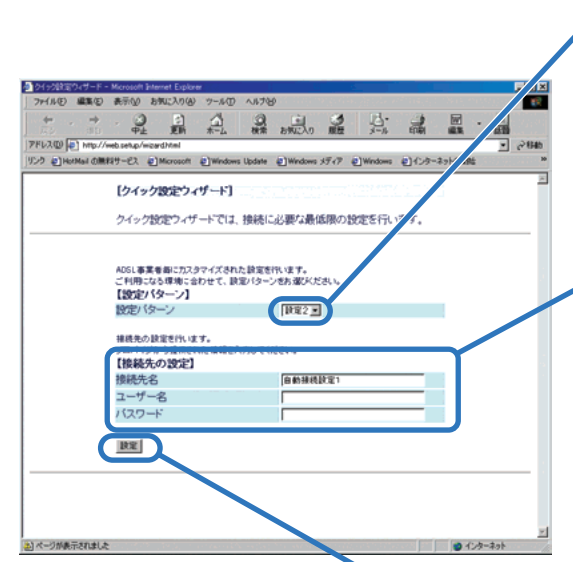 クイック設定ウィザード - Microsoft Internet Explorer
ファイル(F) 編集(E) 表示(V) お気に入り(A) ツール(T) ヘルプ(H)
中止 更新 ホーム 検索 お気に入り 履歴 メール 印刷 編集
アドレス(D) http://web.setup/wizard.html 移動
リンク HotMail の無料サービス Microsoft Windows Update Windows メディア Windows
【クイック設定ウィザード】
クイック設定ウィザードでは、接続に必要な最低限の設定を行います。
ADSL事業者毎にカスタマイズされた設定を行います。
ご利用になる環境に合わせて、設定パターンをお選びください。
【設定パターン】
設定パターン 設定2
接続先の設定を行います。
【接続先の設定】
接続先名 自動接続設定1
ユーザー名
パスワード
設定
ページが表示されました インターネット